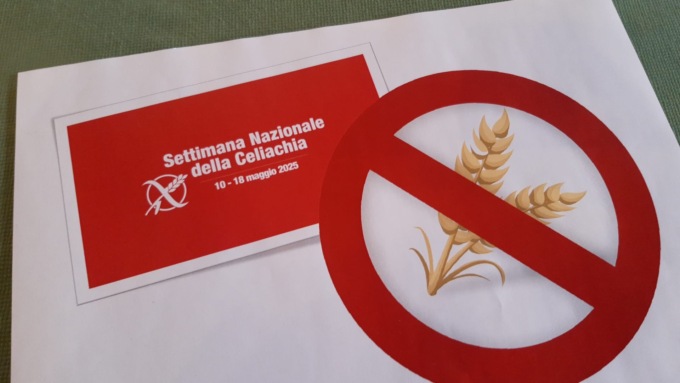 Settimana Nazionale
della Celiachia
10 - 18 maggio 2025